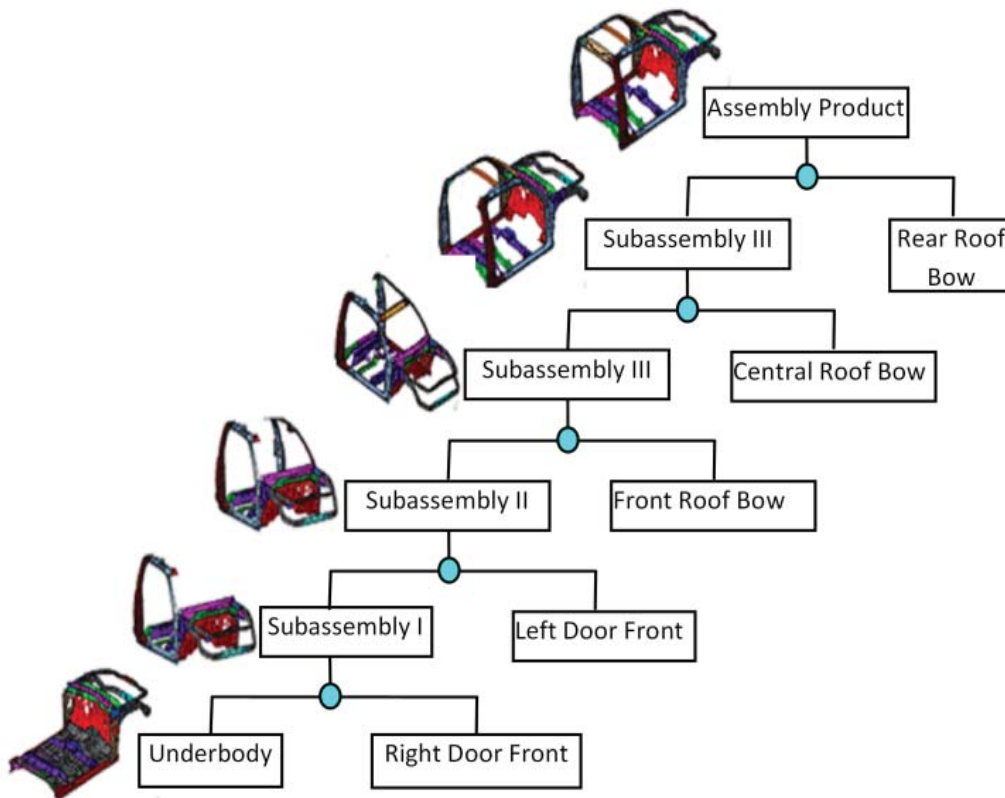 Assembly Product
Subassembly III
Rear Roof
Bow
Subassembly III
Central Roof Bow
Subassembly II
Front Roof Bow
Subassembly I
Left Door Front
Underbody
Right Door Front